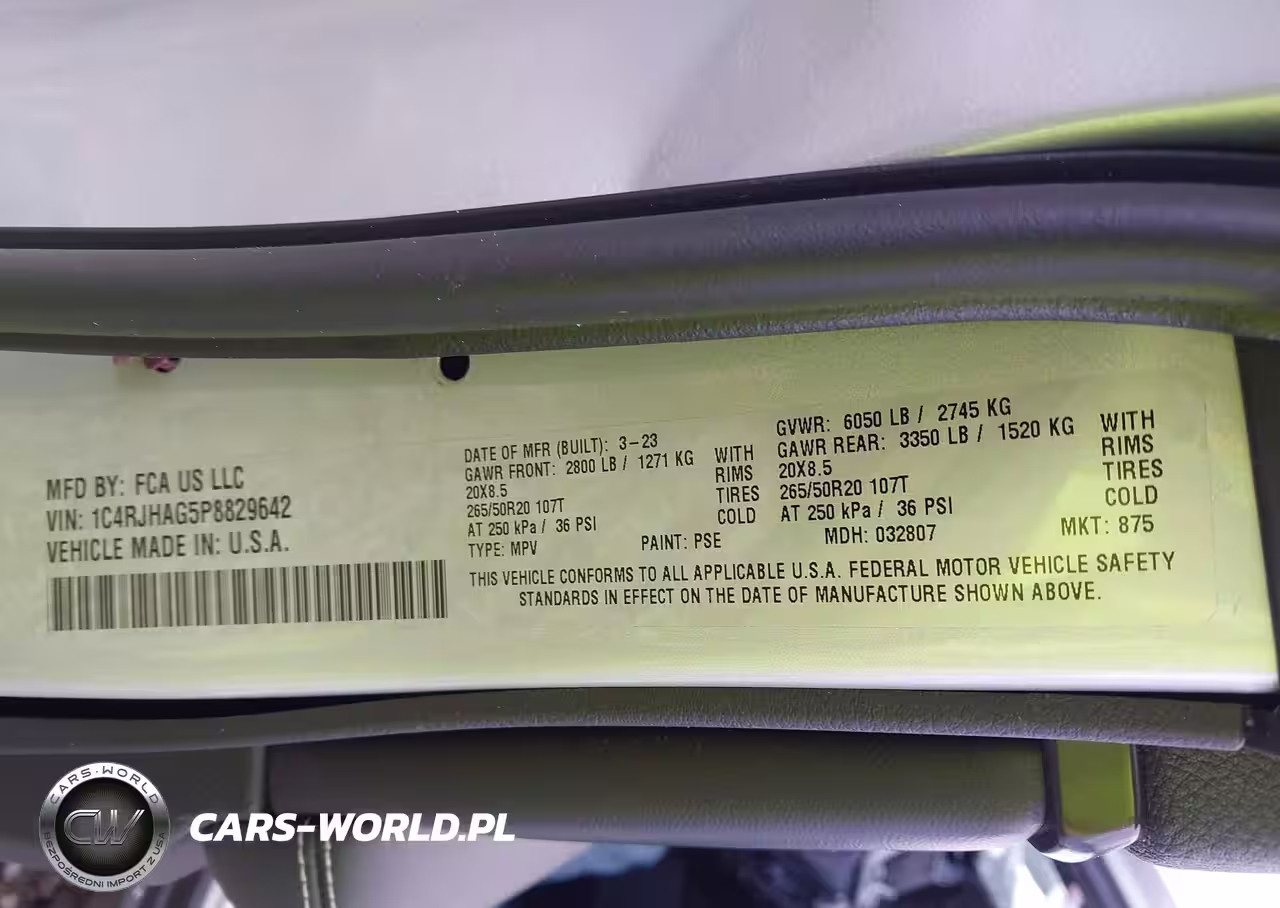 MFD BY: FCA US LLC
VIN: 1C4RJHAG5P8829642
VEHICLE MADE IN: U.S.A.
DATE OF MFR (BUILT): 3-23
GAWR FRONT: 2800 LB / 1271 KG WITH
20X8.5 RIMS
265/50R20 107T TIRES
AT 250 kPa / 36 PSI COLD
TYPE: MPV PAINT: PSE
GVWR: 6050 LB / 2745 KG
GAWR REAR: 3350 LB / 1520 KG WITH
20X8.5 RIMS
265/50R20 107T TIRES
AT 250 kPa / 36 PSI COLD
MDH: 032807 MKT: 875
THIS VEHICLE CONFORMS TO ALL APPLICABLE U.S.A. FEDERAL MOTOR VEHICLE SAFETY
STANDARDS IN EFFECT ON THE DATE OF MANUFACTURE SHOWN ABOVE.
CARS-WORLD
CW
BEZPOŚREDNI IMPORT Z USA
CARS-WORLD.PL